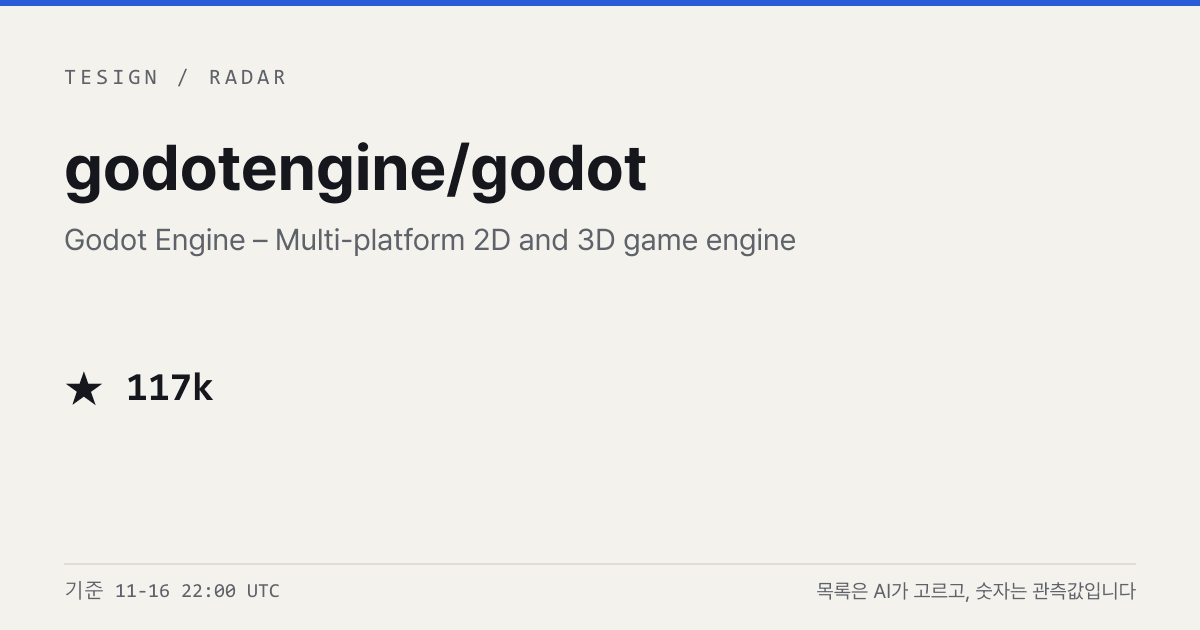 TESIGN / RADAR
godotengine/godot
Godot Engine – Multi-platform 2D and 3D game engine
★ 117k
기준 11-16 22:00 UTC
목록은 AI가 고르고, 숫자는 관측값입니다